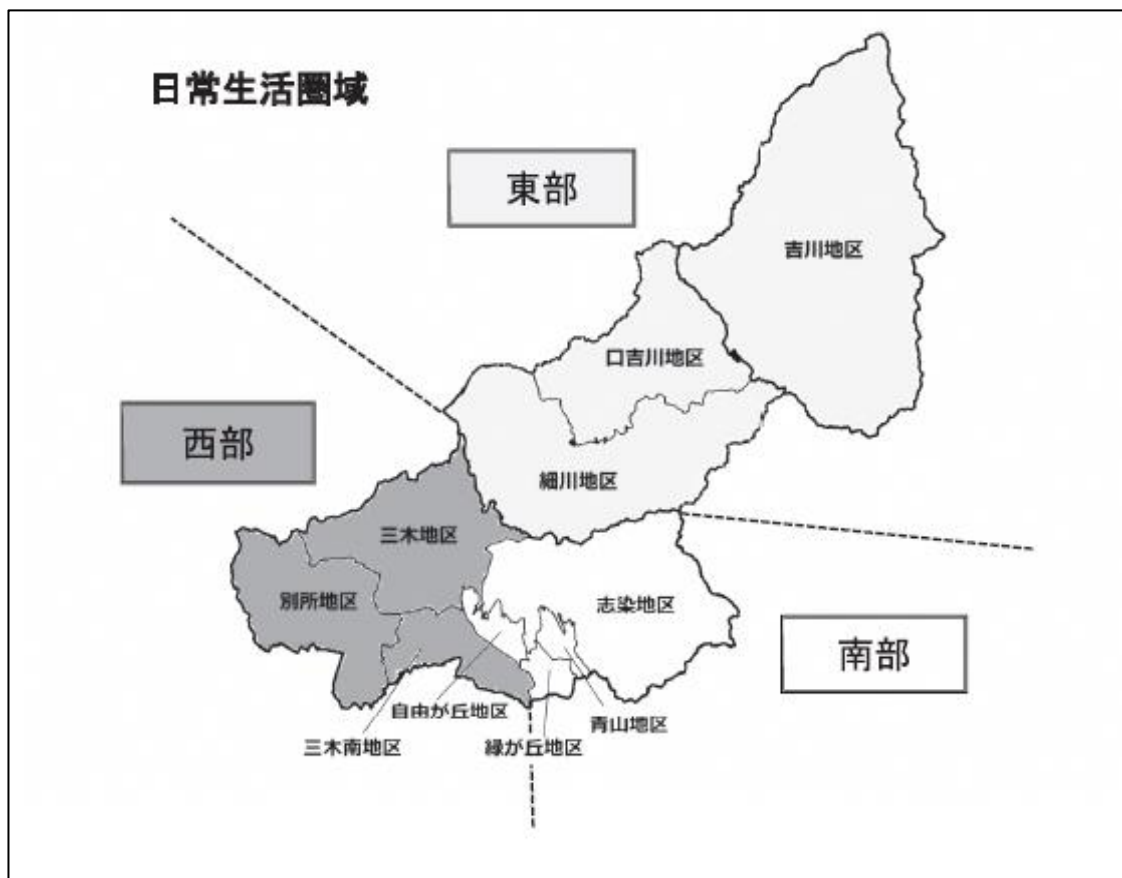 日常生活圏域
東部
吉川地区
口吉川地区
西部
細川地区
三木地区
別所地区
志染地区
南部
自由が丘地区
青山地区
三木南地区
緑が丘地区